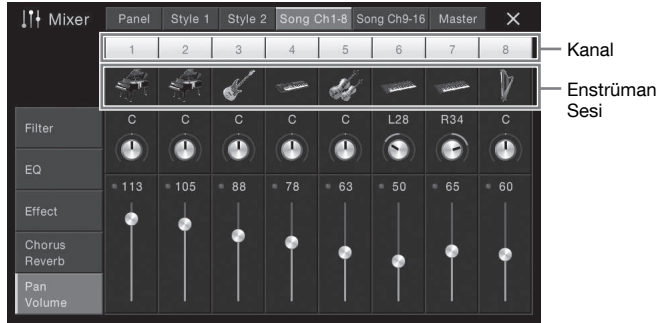 Mixer
Panel Style 1 Style 2 Song Ch1-8 Song Ch9-16 Master ×
1 2 3 4 5 6 7 8
Kanal
Enstrüman
Sesi
Filter
EQ
Effect
Chorus
Reverb
Pan
Volume
C C C C C L28 R34 C
113 105 88 78 63 50 65 60